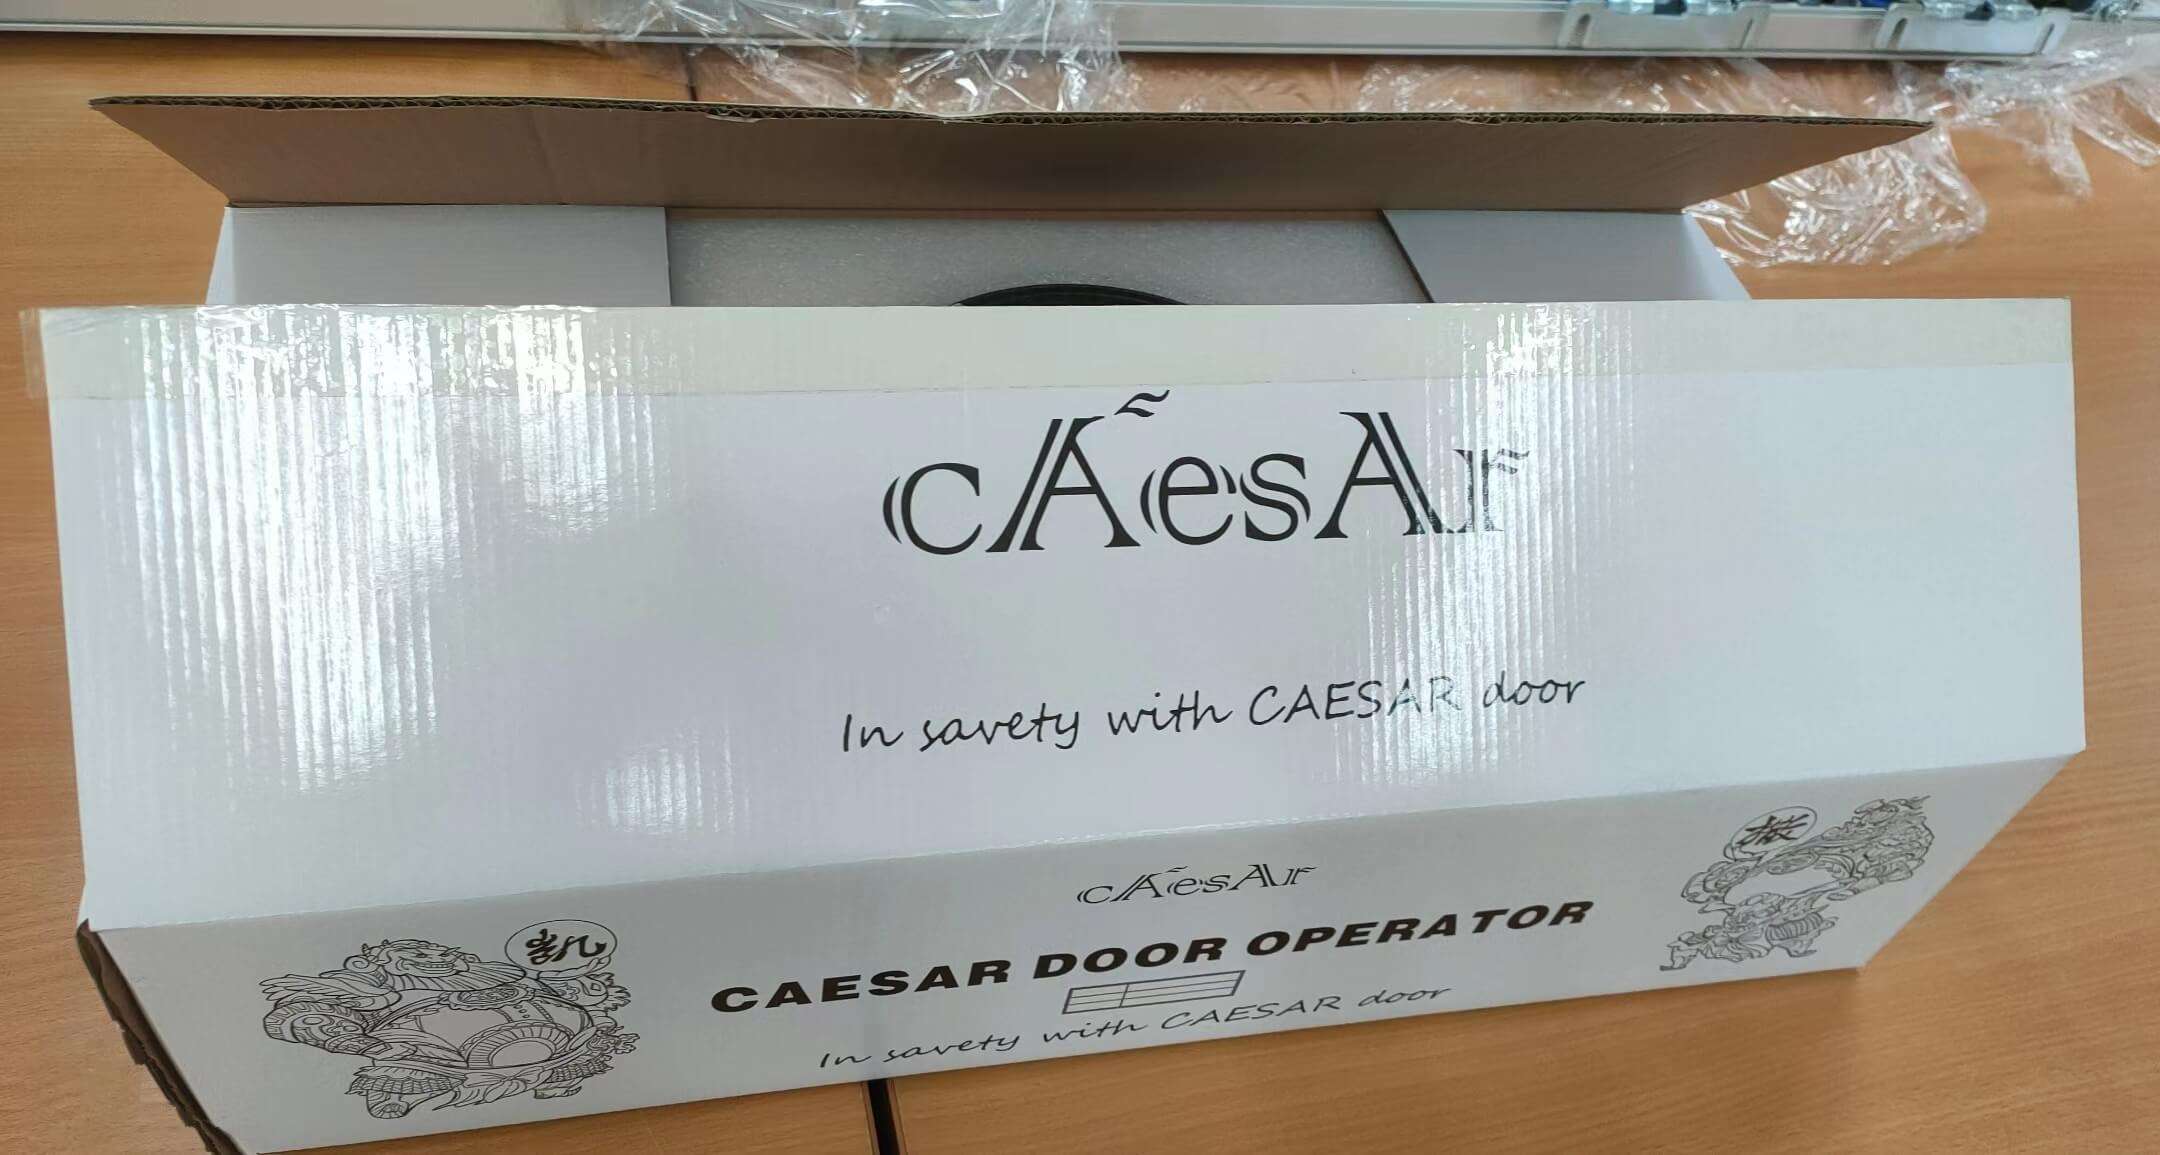 cAesAr
In savety with CAESAR door
cAesAr
CAESAR DOOR OPERATOR
In savety with CAESAR door